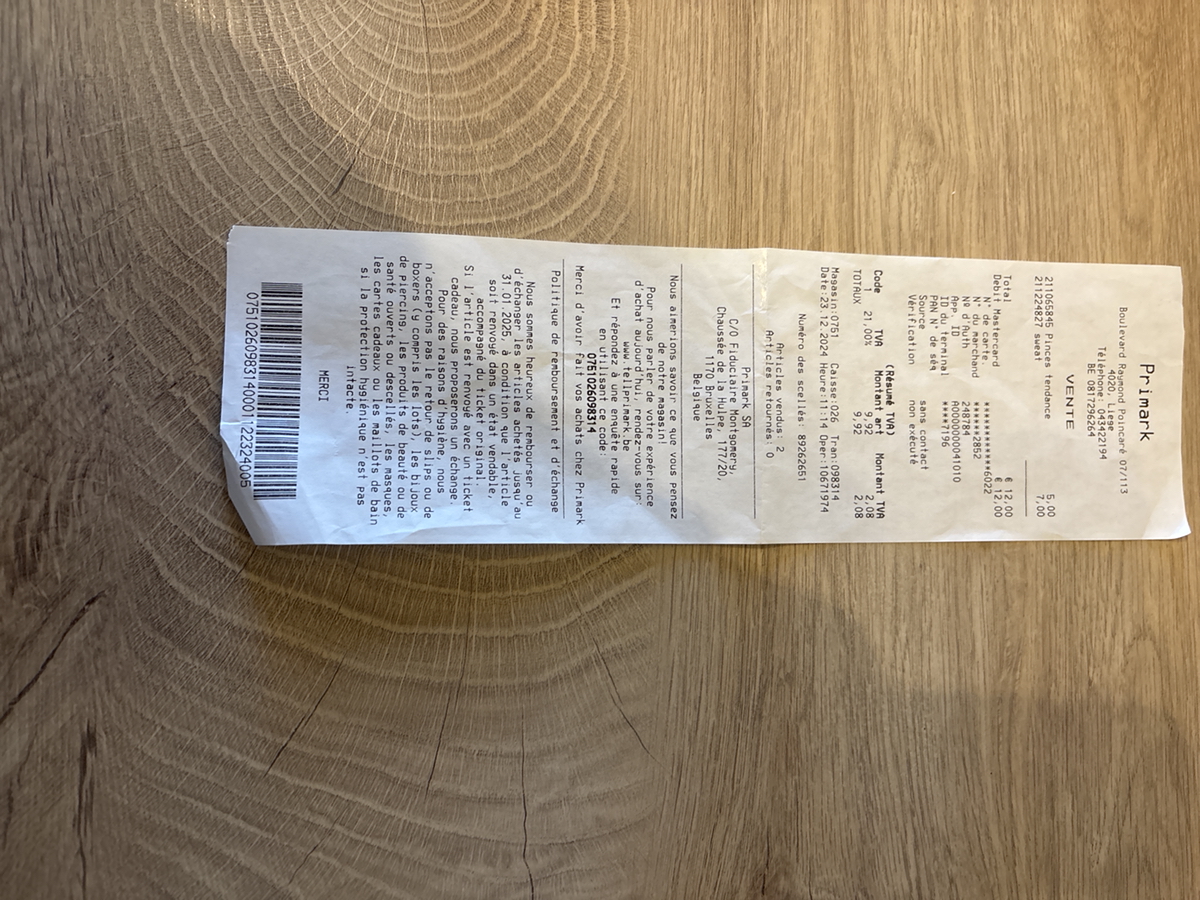 Primark
Boulevard Raymond Poincaré 07/113
4020, Liege
Téléphone: 043422194
BE 0817296264
VENTE
211065845 Pinces tendance 5,00
211224827 sweat 7,00
Total € 12,00
Débit Mastercard € 12,00
N° de carte. ************6022
N° du marchand ******2852
N° @ Auth 248784
App. ID A0000000041010
ID du terminal ****7196
PAN N° de séq
Source sans contact
Vérification non exécuté
(Résumé TVA)
Code TVA Montant art Montant TVA
1 21,00% 9,92 2,08
TOTAUX 9,92 2,08
Magasin:0751 Caisse:026 Tran:098314
Date:23.12.2024 Heure:11:14 Oper:10671974
Numéro des scellés: 89262651
Articles vendus: 2
Articles retournés: 0
Primark SA
C/O Fiduciaire Montgomery,
Chaussée de la Hulpe, 177/20,
1170 Bruxelles
Belgique
Nous aimerions savoir ce que vous pensez
de notre magasin!
Pour nous parler de votre expérience
d'achat aujourd'hui, rendez-vous sur:
www.tellprimark.be
Et répondez à une enquête rapide
en utilisant ce code:
075102609831​4
Merci d'avoir fait vos achats chez Primark
Politique de remboursement et d'échange
Nous sommes heureux de rembourser ou
d'échanger les articles achetés jusqu'au
31.01.2025, à condition que l'article
soit renvoyé dans un état vendable,
accompagné du ticket original.
Si l'article est renvoyé avec un ticket
cadeau, nous proposerons un échange.
Pour des raisons d'hygiène, nous
n'acceptons pas le retour de slips ou de
boxers (y compris les lots), les bijoux
de piercing, les produits de beauté ou de
santé ouverts ou descellés, les masques,
les cartes cadeaux ou les maillots de bain
si la protection hygiénique n'est pas
intacte.
MERCI
07510260983140001122324005